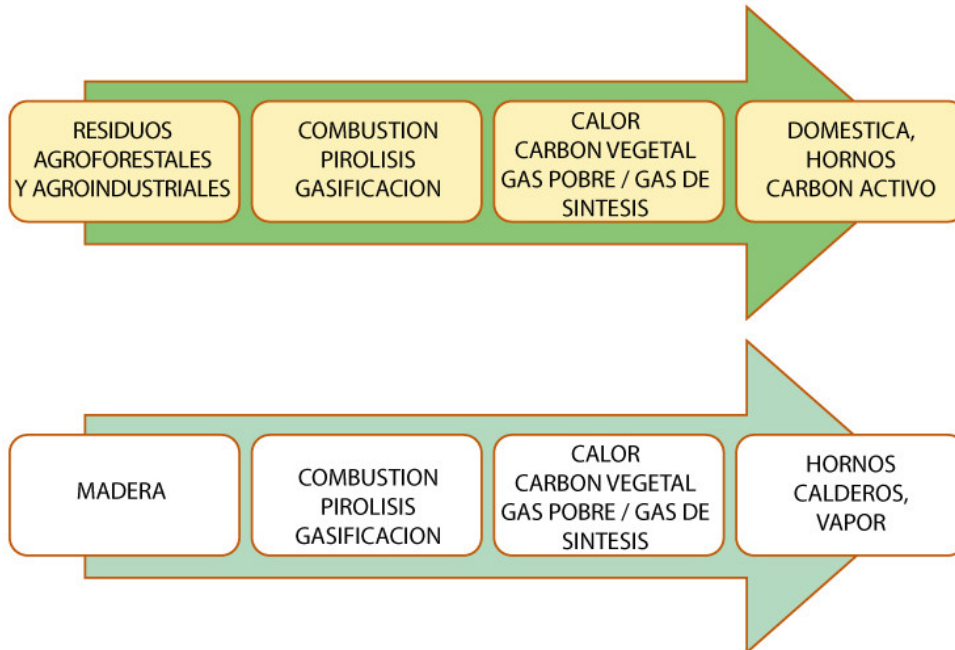 RESIDUOS
AGROFORESTALES
Y AGROINDUSTRIALES
COMBUSTION
PIROLISIS
GASIFICACION
CALOR
CARBON VEGETAL
GAS POBRE / GAS DE
SINTESIS
DOMESTICA,
HORNOS
CARBON ACTIVO
MADERA
COMBUSTION
PIROLISIS
GASIFICACION
CALOR
CARBON VEGETAL
GAS POBRE / GAS DE
SINTESIS
HORNOS
CALDEROS,
VAPOR